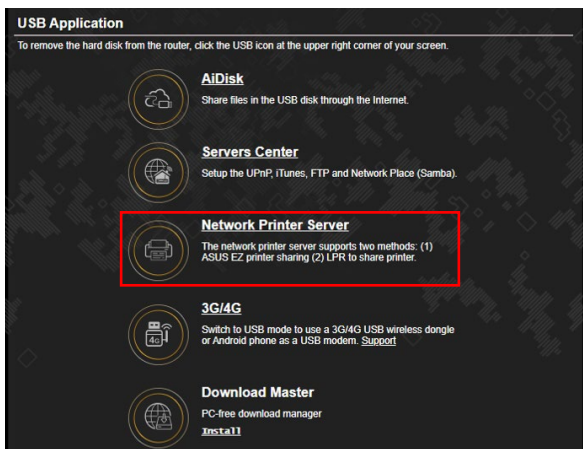 USB Application
To remove the hard disk from the router, click the USB icon at the upper right corner of your screen.
AiDisk
Share files in the USB disk through the Internet.
Servers Center
Setup the UPnP, iTunes, FTP and Network Place (Samba).
Network Printer Server
The network printer server supports two methods: (1)
ASUS EZ printer sharing (2) LPR to share printer.
3G/4G
Switch to USB mode to use a 3G/4G USB wireless dongle
or Android phone as a USB modem. Support
4G
Download Master
PC-free download manager
Install